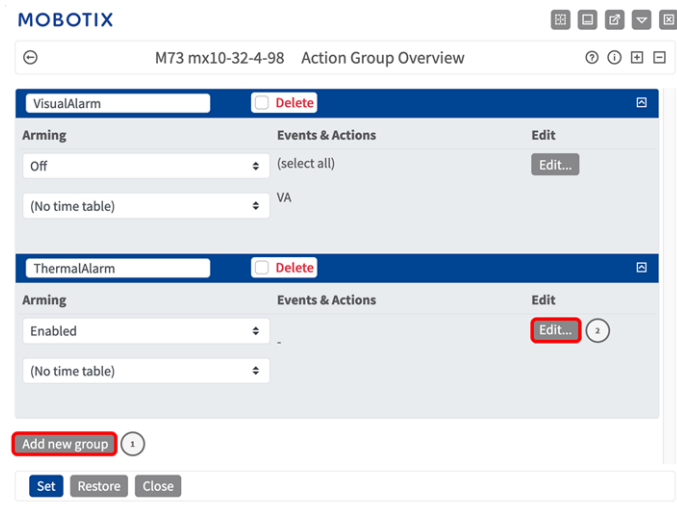 MOBOTIX
M73 mx10-32-4-98 Action Group Overview
VisualAlarm Delete
Arming Events & Actions Edit
Off (select all) Edit...
(No time table) VA
ThermalAlarm Delete
Arming Events & Actions Edit
Enabled - Edit... 2
(No time table)
Add new group 1
Set Restore Close